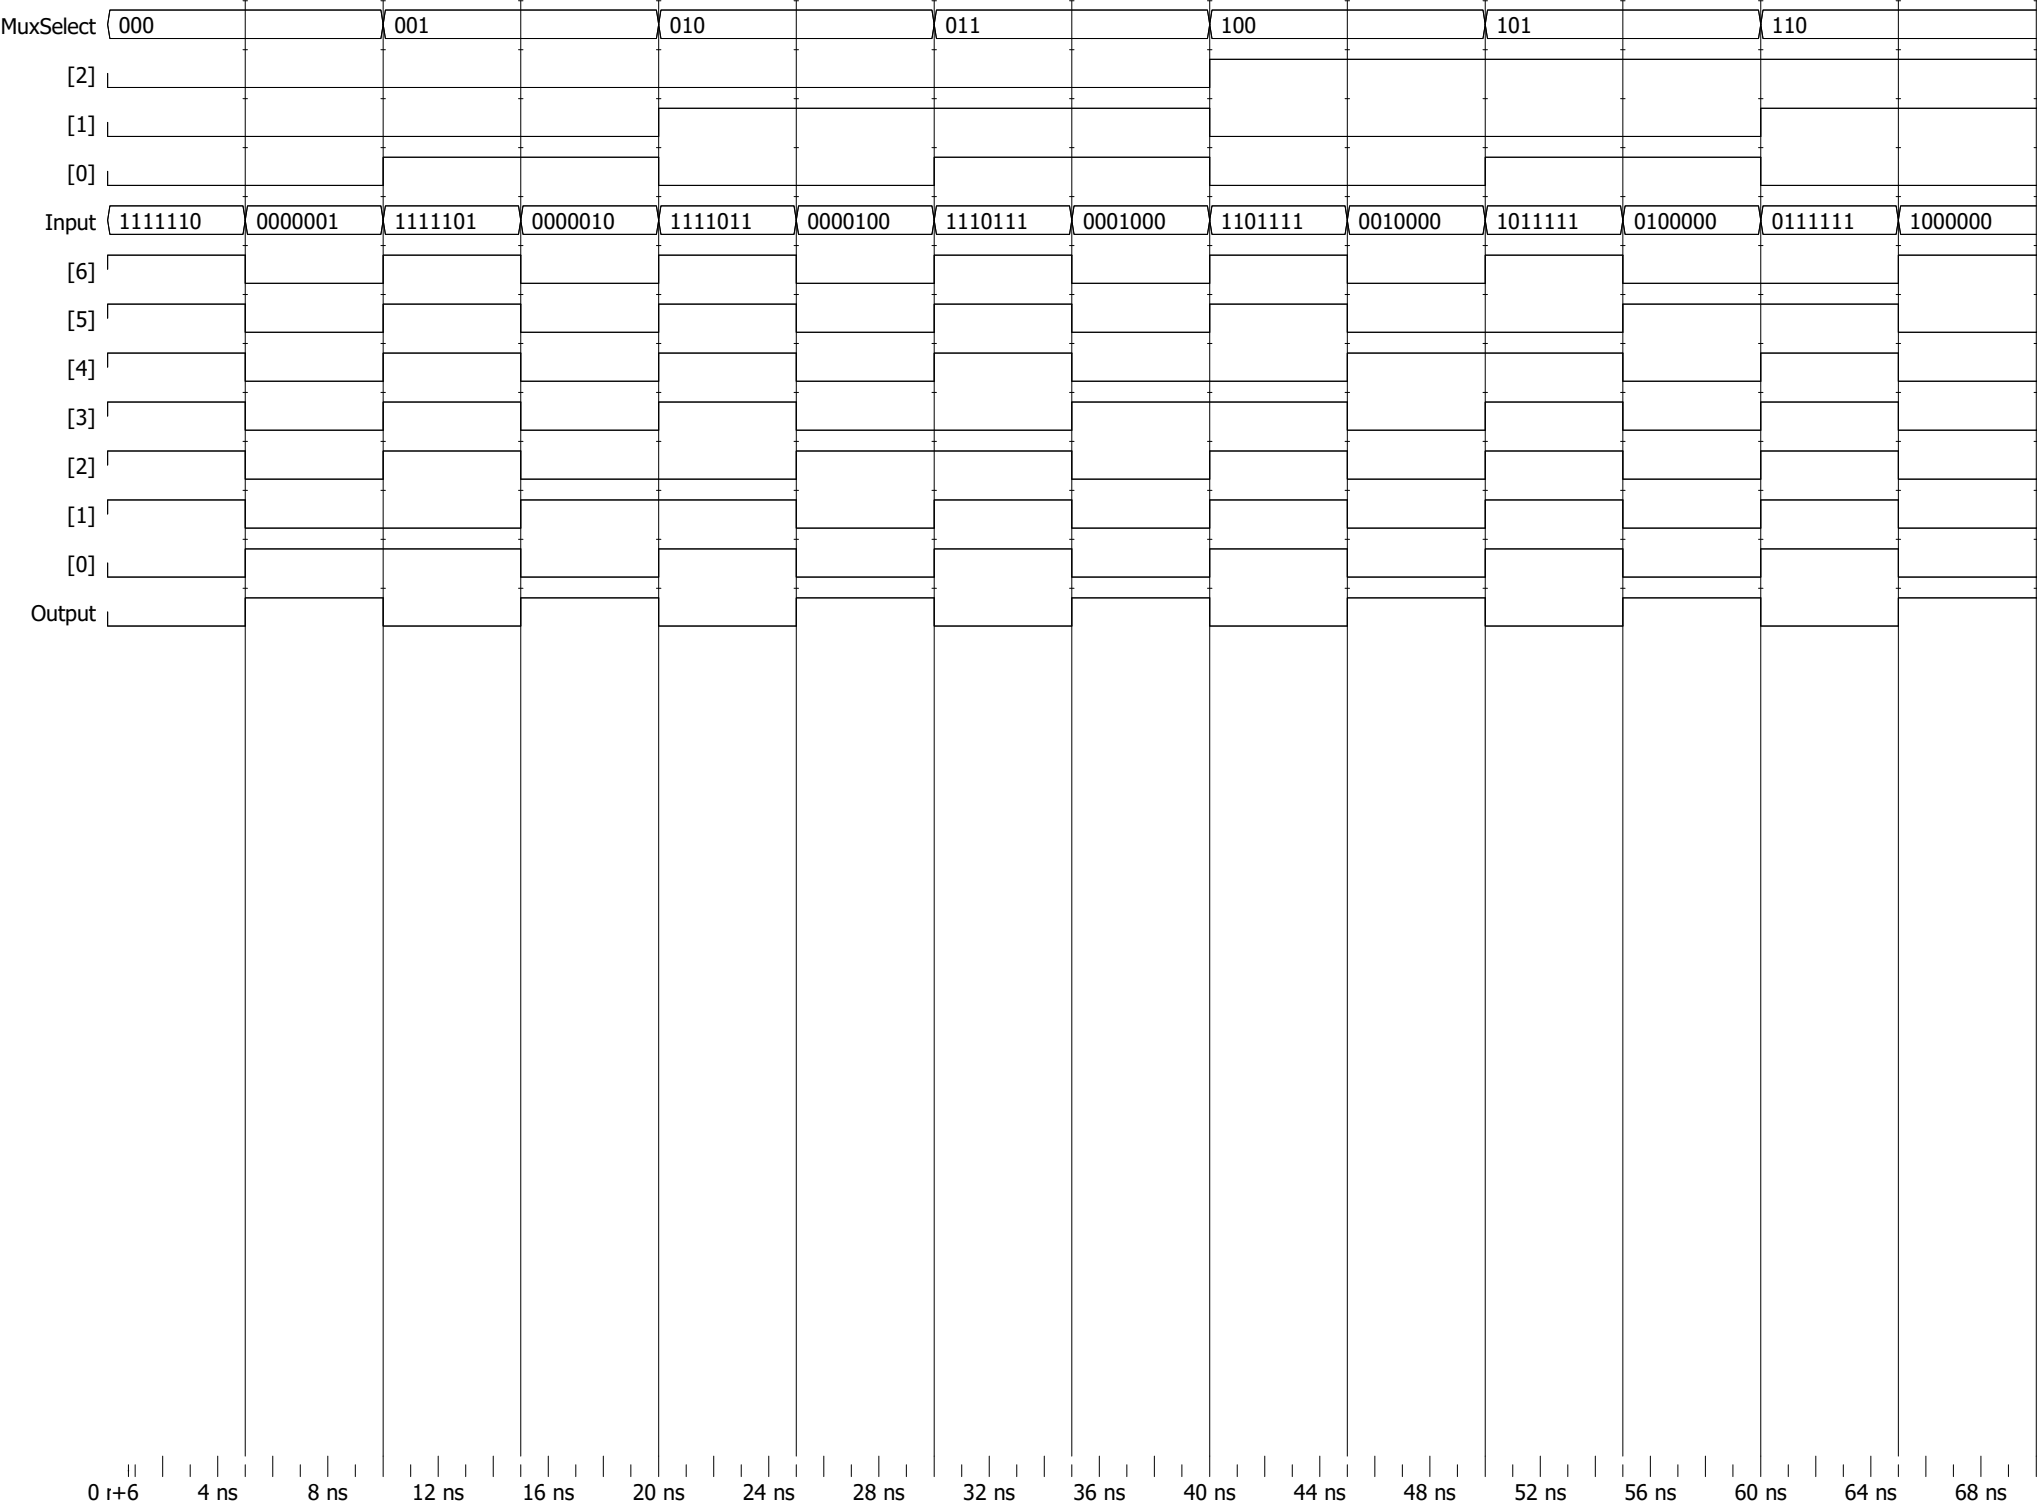 MuxSelect 000 001 010 011 100 101 110
[2]
[1]
[0]
Input 1111110 0000001 1111101 0000010 1111011 0000100 1110111 0001000 1101111 0010000 1011111 0100000 0111111 1000000
[6]
[5]
[4]
[3]
[2]
[1]
[0]
Output
0 r+6 4 ns 8 ns 12 ns 16 ns 20 ns 24 ns 28 ns 32 ns 36 ns 40 ns 44 ns 48 ns 52 ns 56 ns 60 ns 64 ns 68 ns